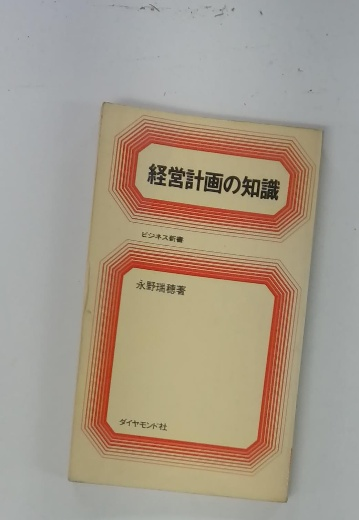 経営計画の知識
ビジネス新書
永野瑞穂著
ダイヤモンド社